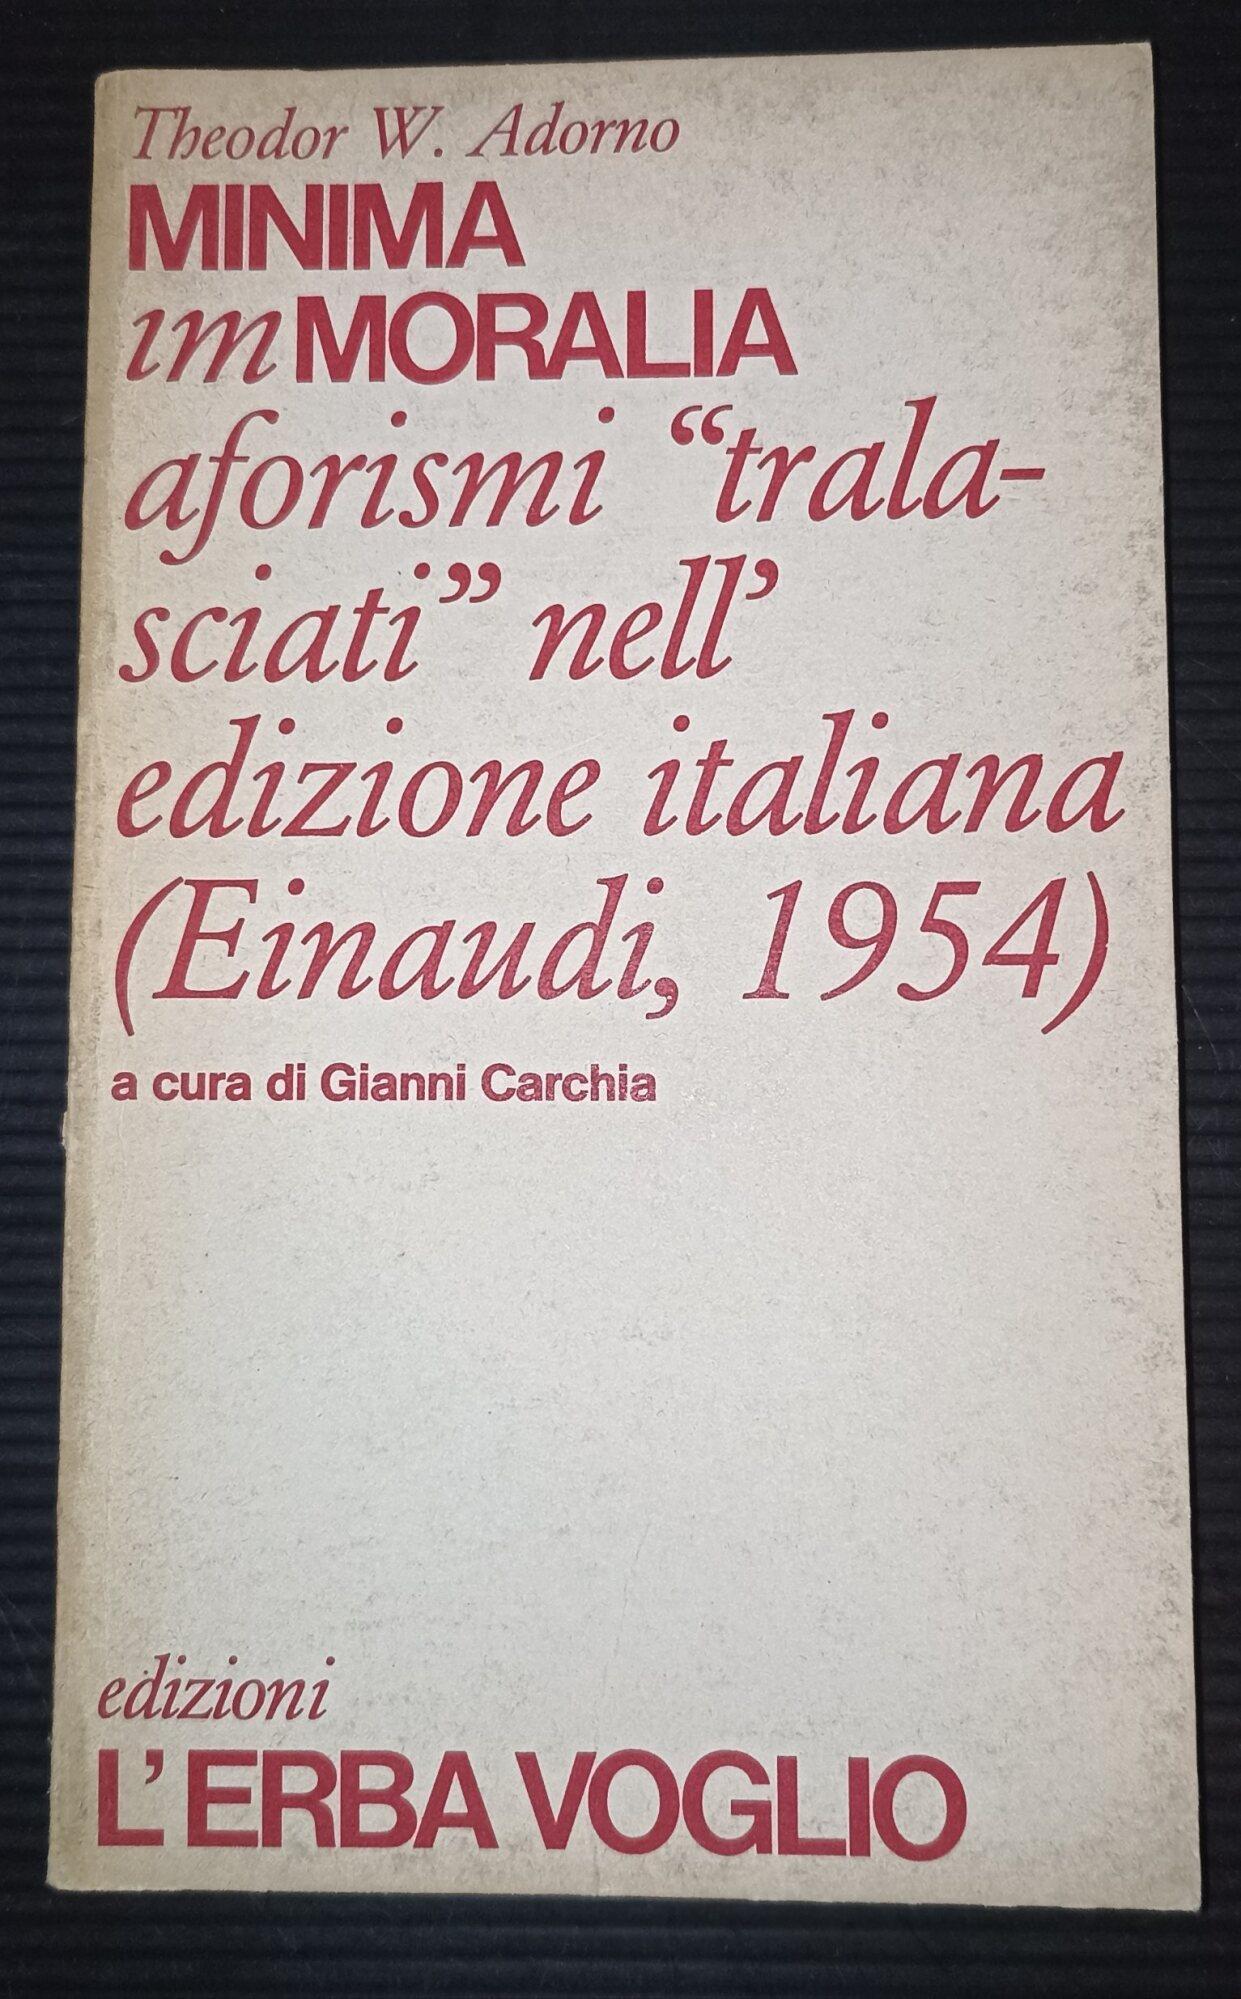 Theodor W. Adorno
MINIMA
imMORALIA
aforismi “trala-
sciati” nell’
edizione italiana
(Einaudi, 1954)
a cura di Gianni Carchia
edizioni
L’ERBA VOGLIO